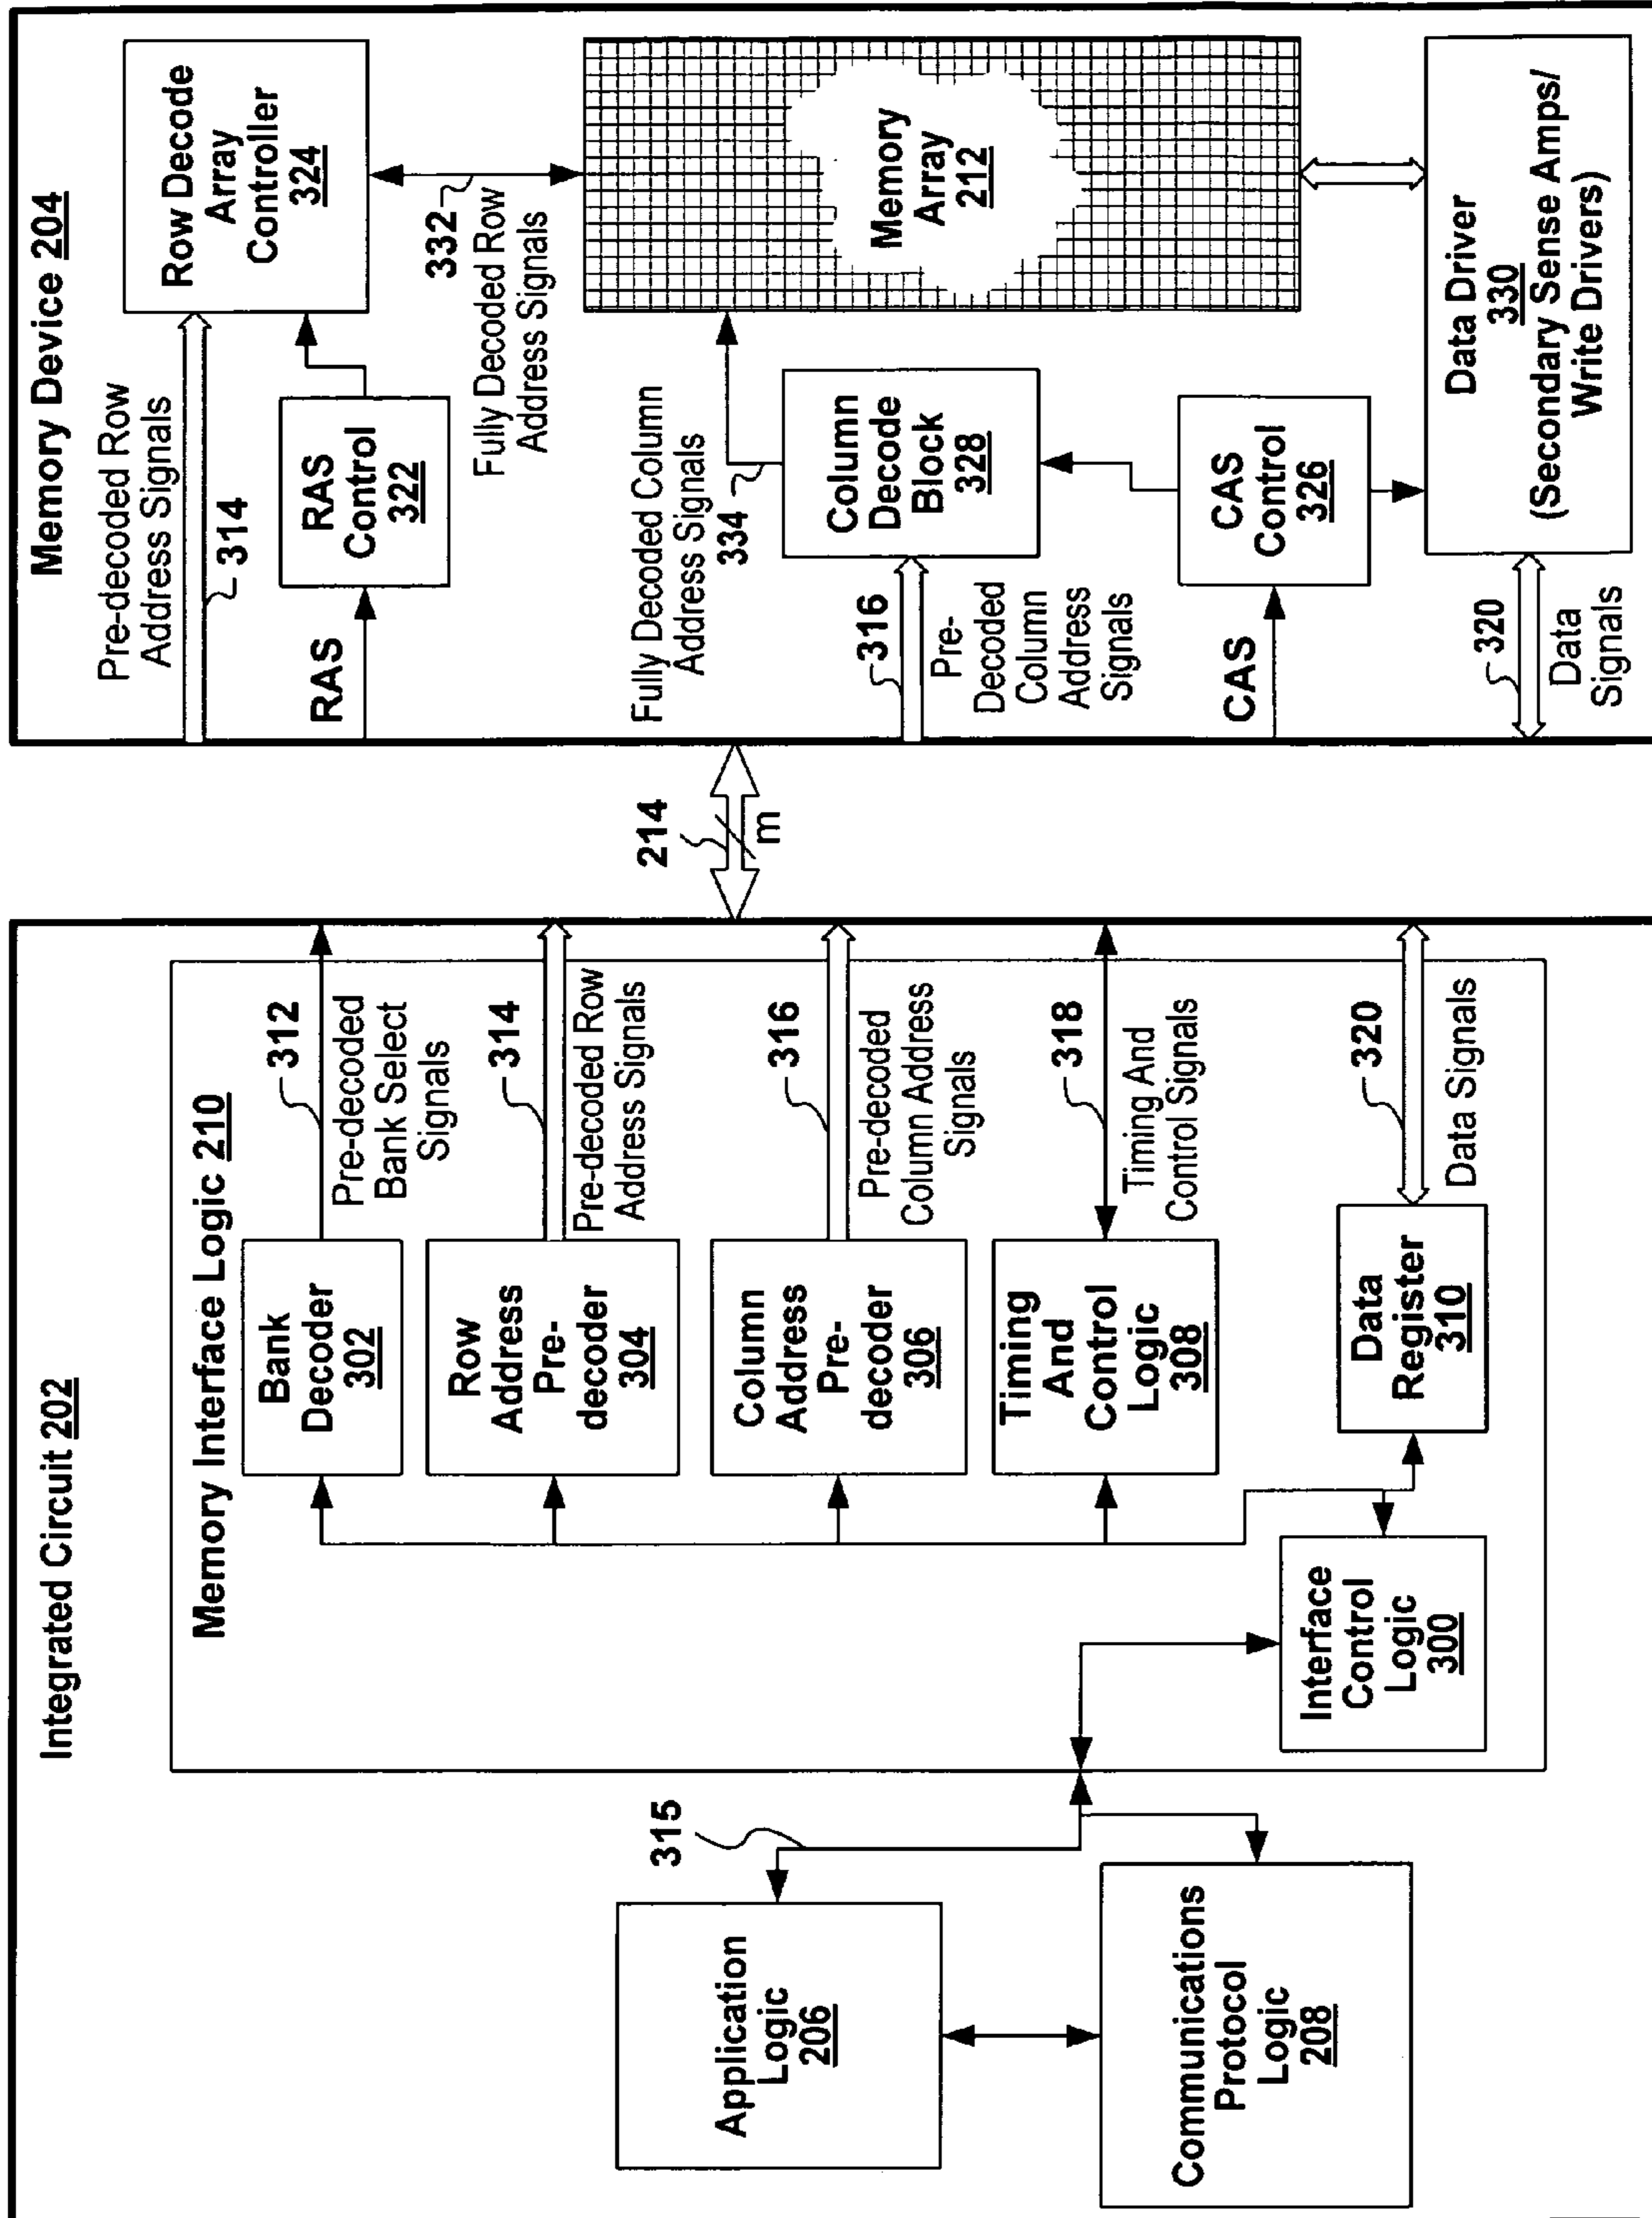 Integrated Circuit 202
Memory Interface Logic 210
Application
Logic
206
Communications
Protocol
Logic
208
315
Interface
Control
Logic
300
Bank
Decoder
302
Row
Address
Pre-
decoder
304
Column
Address
Pre-
decoder
306
Timing
And
Control
Logic
308
Data
Register
310
312
Pre-decoded
Bank Select
Signals
314
Pre-decoded Row
Address Signals
316
Pre-decoded
Column Address
Signals
318
Timing And
Control Signals
320
Data Signals
214
m
Memory Device 204
Pre-decoded Row
Address Signals
314
RAS
RAS
Control
322
Row Decode
Array
Controller
324
332
Fully Decoded Row
Address Signals
Fully Decoded Column
Address Signals
334
316
Pre-
Decoded
Column
Address
Signals
Column
Decode
Block
328
Memory
Array
212
CAS
CAS
Control
326
320
Data
Signals
Data Driver
330
(Secondary Sense Amps/
Write Drivers)